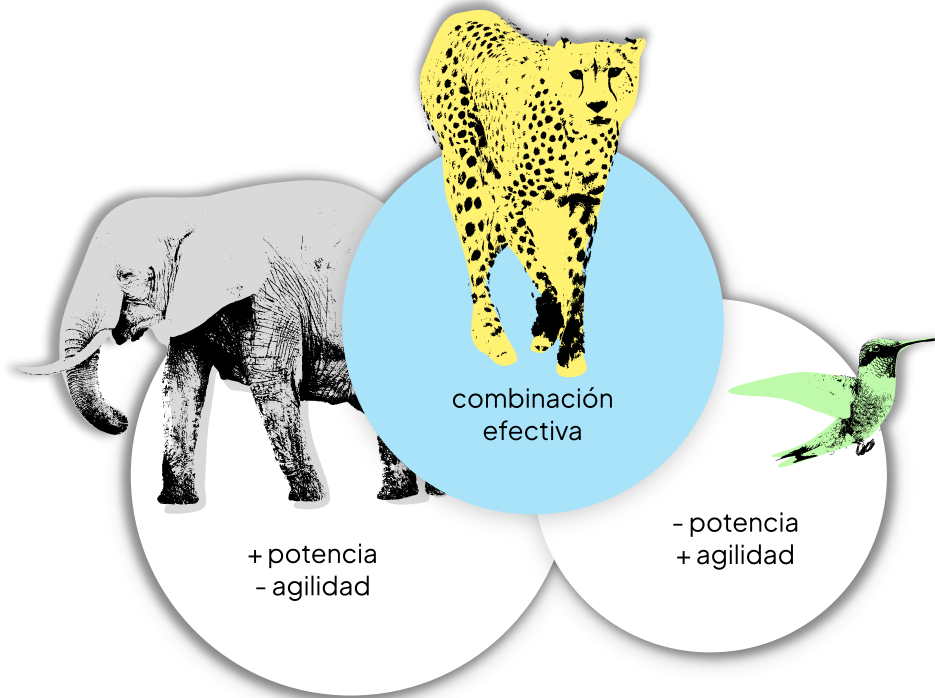 combinación
efectiva
+ potencia
- agilidad
- potencia
+ agilidad